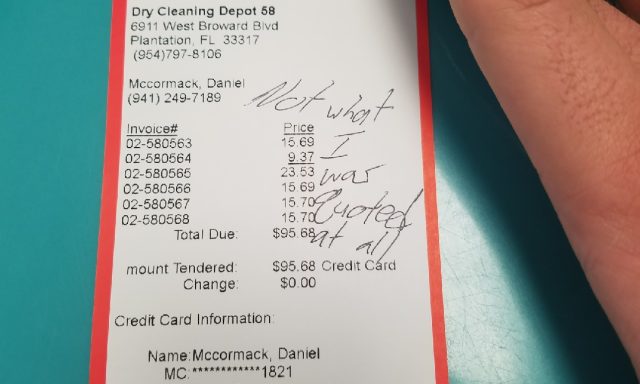 Dry Cleaning Depot 58
6911 West Broward Blvd
Plantation, FL 33317
(954)797-8106
Mccormack, Daniel
(941) 249-7189
Not what
I
was
Quoted
at all
Invoice# Price
02-580563 15.69
02-580564 9.37
02-580565 23.53
02-580566 15.69
02-580567 15.70
02-580568 15.70
Total Due: $95.68
mount Tendered: $95.68 Credit Card
Change: $0.00
Credit Card Information:
Name: Mccormack, Daniel
MC: ************1821